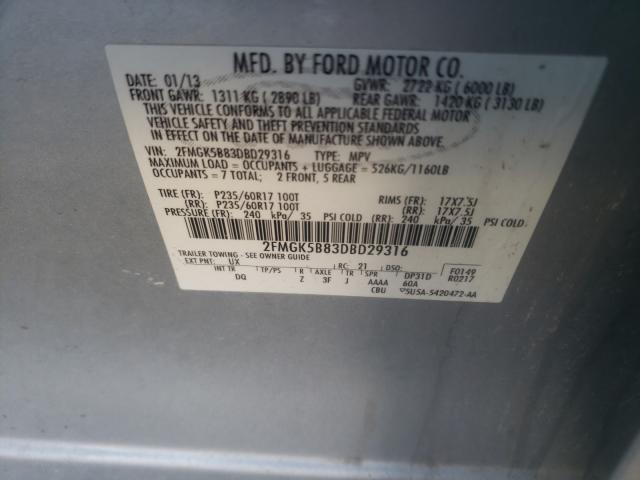 MFD. BY FORD MOTOR CO.
DATE: 01/13 GVWR: 2722 KG ( 6000 LB)
FRONT GAWR: 1311 KG ( 2890 LB) REAR GAWR: 1420 KG ( 3130 LB)
THIS VEHICLE CONFORMS TO ALL APPLICABLE FEDERAL MOTOR
VEHICLE SAFETY AND THEFT PREVENTION STANDARDS
IN EFFECT ON THE DATE OF MANUFACTURE SHOWN ABOVE.
VIN: 2FMGK5B83DBD29316 TYPE: MPV
MAXIMUM LOAD = OCCUPANTS + LUGGAGE = 526KG/1160LB
OCCUPANTS = 7 TOTAL; 2 FRONT, 5 REAR
TIRE (FR): P235/60R17 100T RIMS (FR): 17X7.5J
(RR): P235/60R17 100T (RR): 17X7.5J
PRESSURE (FR): 240 kPa/ 35 PSI COLD (RR): 240 kPa/ 35 PSI COLD
2FMGK5B83DBD29316
TRAILER TOWING - SEE OWNER GUIDE
EXT PNT: UX RC: 21 DSO: F0149
INT TR TP/PS R AXLE TR SPR DP31D R0217
DQ Z 3F J AAAA 60A
CBU 5U5A-5420472-AA